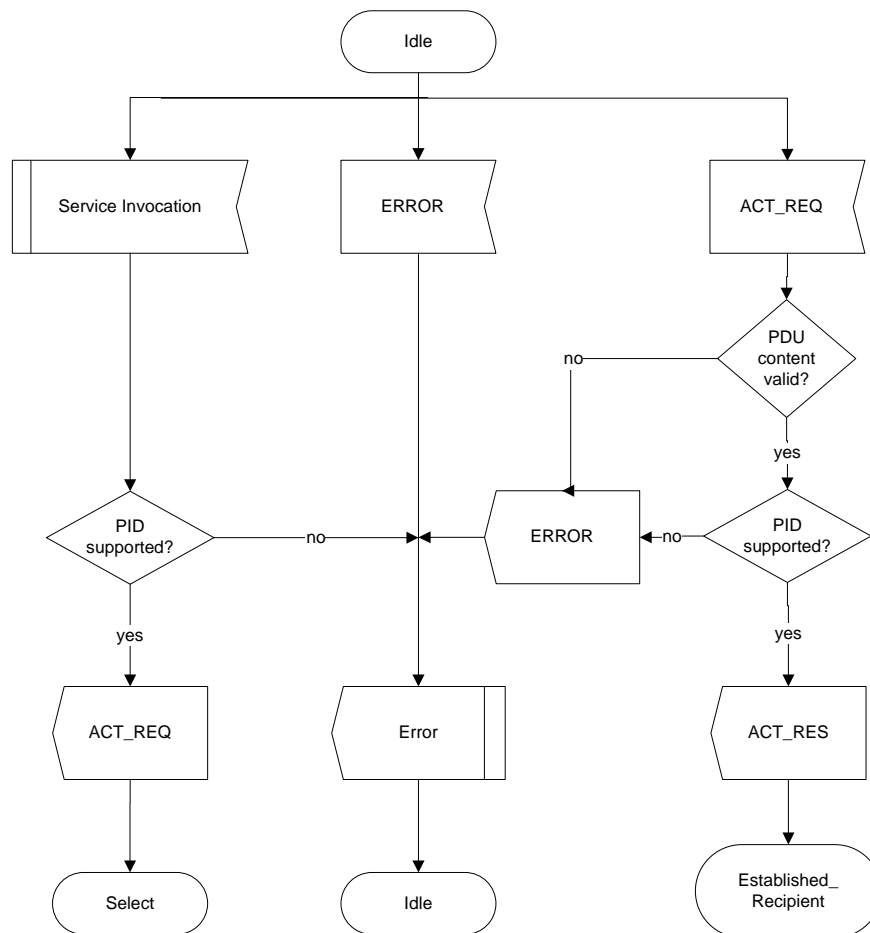 Idle
Service Invocation
ERROR
ACT_REQ
PDU
content
valid?
no
yes
PID
supported?
no
ERROR
no
PID
supported?
yes
yes
ACT_REQ
Error
ACT_RES
Select
Idle
Established_
Recipient